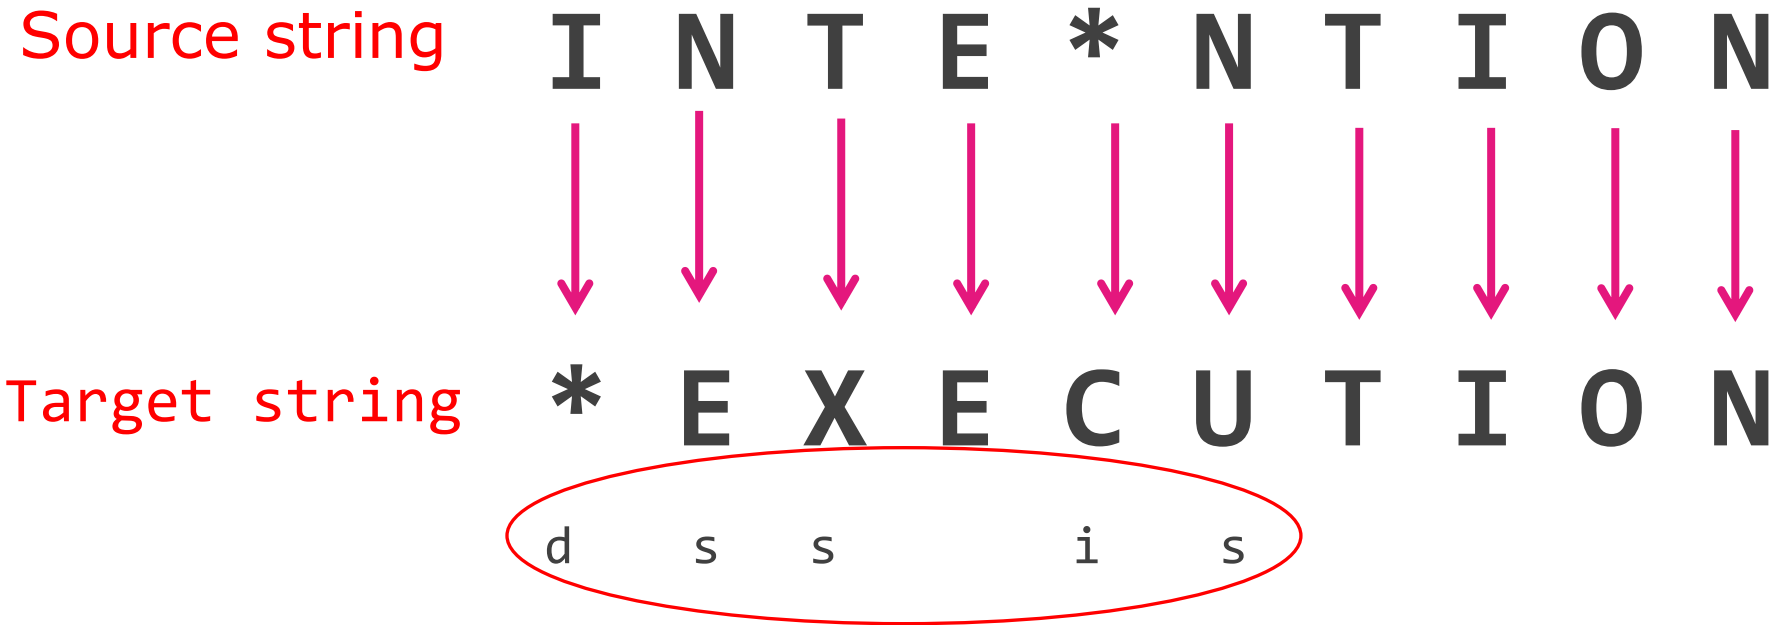 Source string I N T E * N T I O N
Target string * E X E C U T I O N
d s s i s